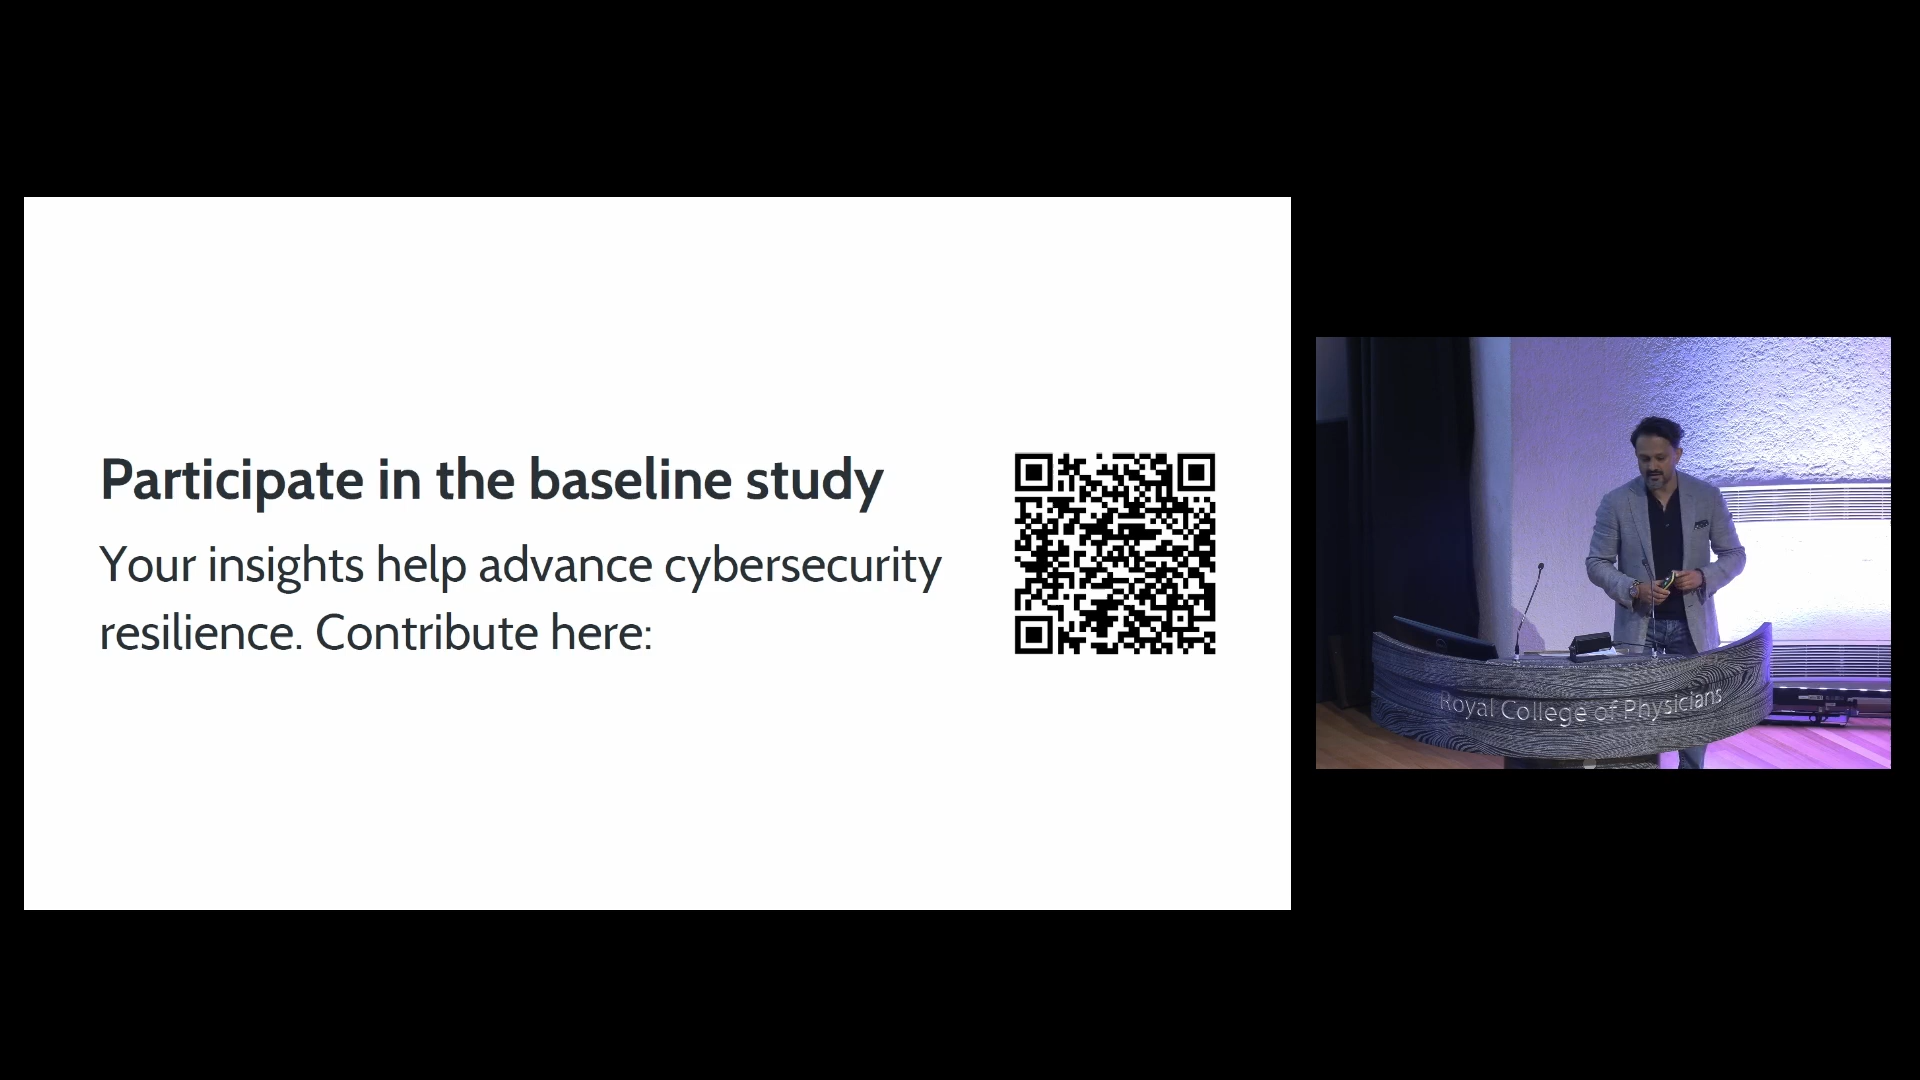 Participate in the baseline study
Your insights help advance cybersecurity
resilience. Contribute here:
Royal College of Physicians